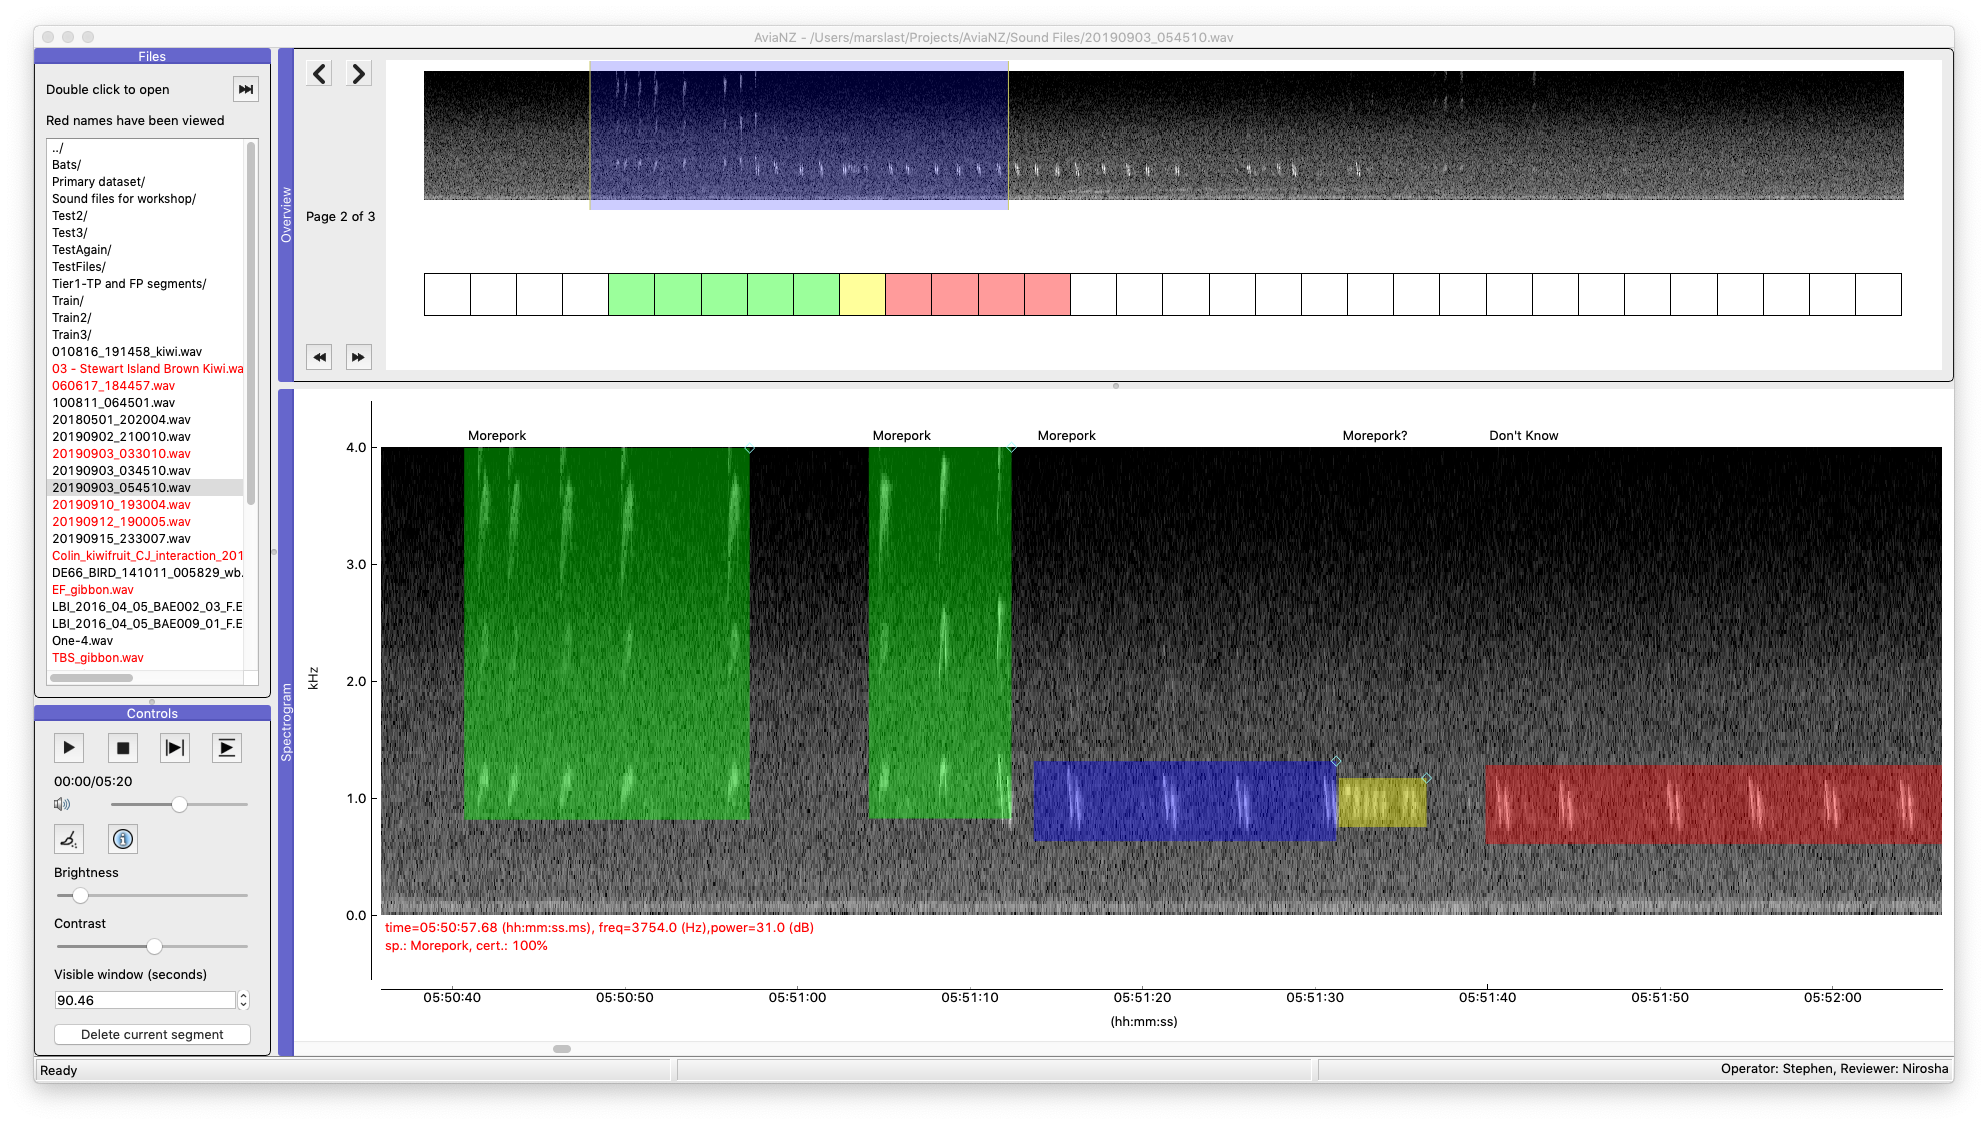 AviaNZ - /Users/marslast/Projects/AviaNZ/Sound Files/20190903_054510.wav
Files
Double click to open
Red names have been viewed
../
Bats/
Primary dataset/
Sound files for workshop/
Test2/
Test3/
TestAgain/
TestFiles/
Tier1-TP and FP segments/
Train/
Train2/
Train3/
010816_191458_kiwi.wav
03 - Stewart Island Brown Kiwi.wa
060617_184457.wav
100811_064501.wav
20180501_202004.wav
20190902_210010.wav
20190903_033010.wav
20190903_034510.wav
20190903_054510.wav
20190910_193004.wav
20190912_190005.wav
20190915_233007.wav
Colin_kiwifruit_CJ_interaction_201
DE66_BIRD_141011_005829_wb.
EF_gibbon.wav
LBI_2016_04_05_BAE002_03_F.E
LBI_2016_04_05_BAE009_01_F.E
One-4.wav
TBS_gibbon.wav
Controls
00:00/05:20
Brightness
Contrast
Visible window (seconds)
90.46
Delete current segment
Overview
Page 2 of 3
Spectrogram
Morepork Morepork Morepork Morepork? Don't Know
4.0
3.0
kHz
2.0
1.0
0.0
time=05:50:57.68 (hh:mm:ss.ms), freq=3754.0 (Hz),power=31.0 (dB)
sp.: Morepork, cert.: 100%
05:50:40 05:50:50 05:51:00 05:51:10 05:51:20 05:51:30 05:51:40 05:51:50 05:52:00
(hh:mm:ss)
Ready
Operator: Stephen, Reviewer: Nirosha